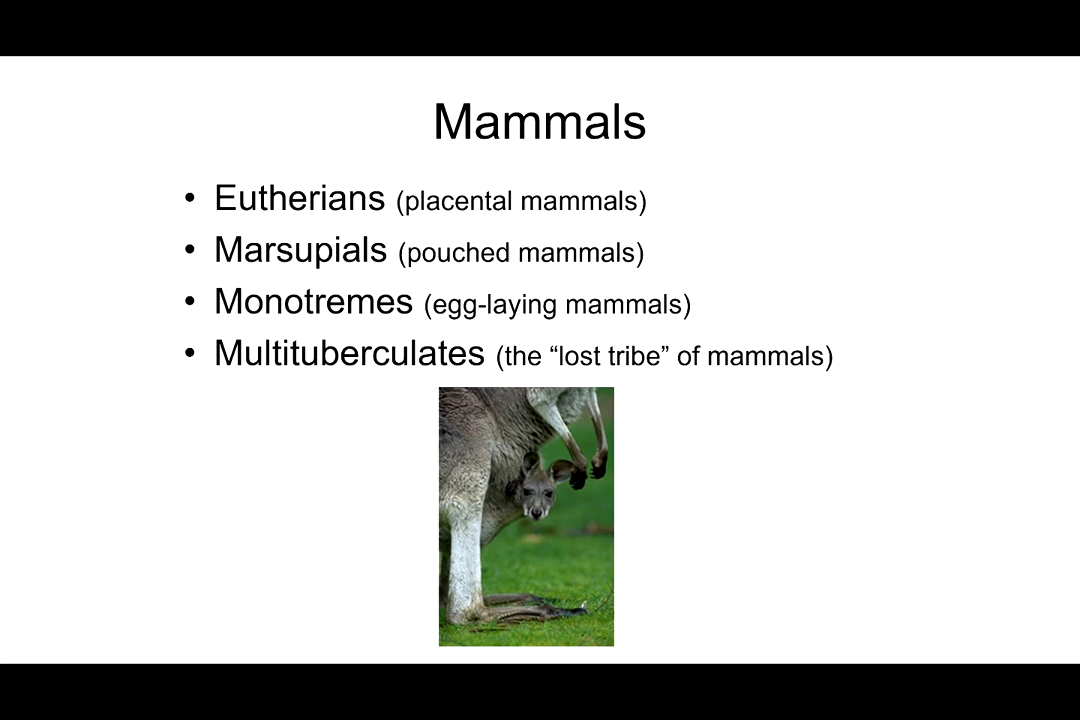 Mammals
• Eutherians (placental mammals)
• Marsupials (pouched mammals)
• Monotremes (egg-laying mammals)
• Multituberculates (the “lost tribe” of mammals)